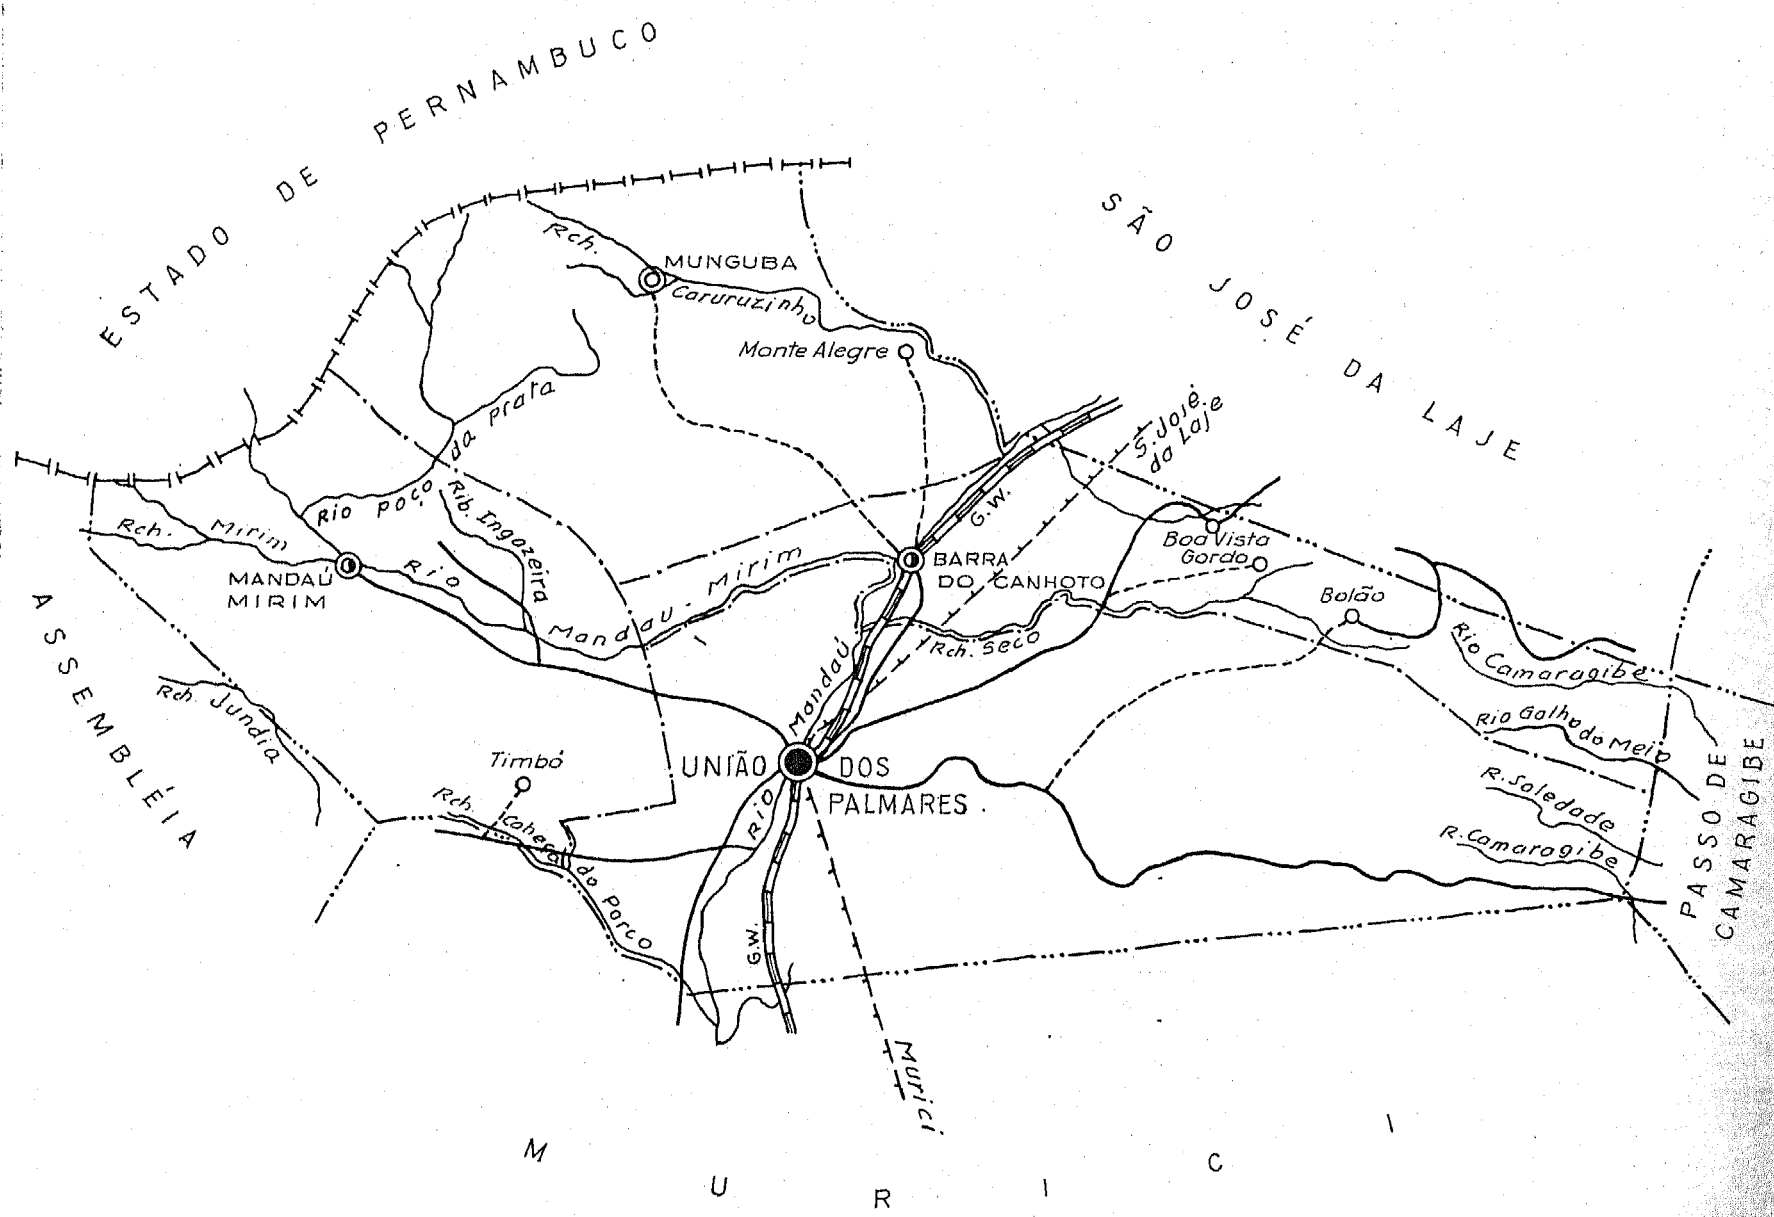 ESTADO DE PERNAMBUCO
SÃO JOSÉ DA LAJE
Rch.
MUNGUBA
Caruruzinho
Monte Alegre
S. José.
da Laje
G.W.
Rio Poço da Prata
Rib. Ingazeira
Rch. Mirim
MANDAÚ
MIRIM
Rio Mandaú - Mirim
BARRA
DO CANHOTO
Boa Vista
Gordo
Bolão
Rch. Seco
Rio Camaragibe
Rio Galho do Meio
R. Soledade
R. Camaragibe
PASSO DE
CAMARAGIBE
ASSEMBLÉIA
Rch. Jundia
Timbó
Rch. do Porco
Mandaú
RIO
UNIÃO DOS
PALMARES.
G.W.
Murici
MURICI